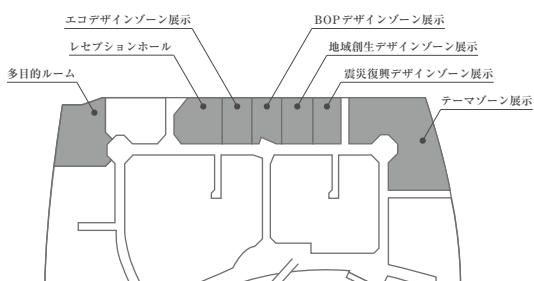 エコデザインゾーン展示
BOPデザインゾーン展示
レセプションホール
地域創生デザインゾーン展示
多目的ルーム
震災復興デザインゾーン展示
テーマゾーン展示